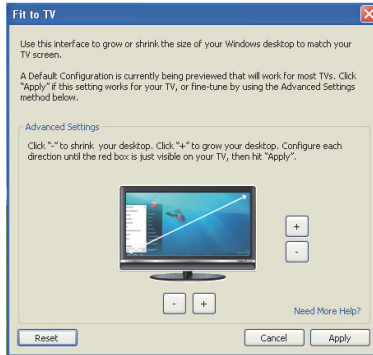 Fit to TV
Use this interface to grow or shrink the size of your Windows desktop to match your
TV screen.
A Default Configuration is currently being previewed that will work for most TVs. Click
"Apply" if this setting works for your TV, or fine-tune by using the Advanced Settings
method below.
Advanced Settings
Click "-" to shrink your desktop. Click "+" to grow your desktop. Configure each
direction until the red box is just visible on your TV, then hit "Apply".
+
-
- +
Need More Help?
Reset Cancel Apply